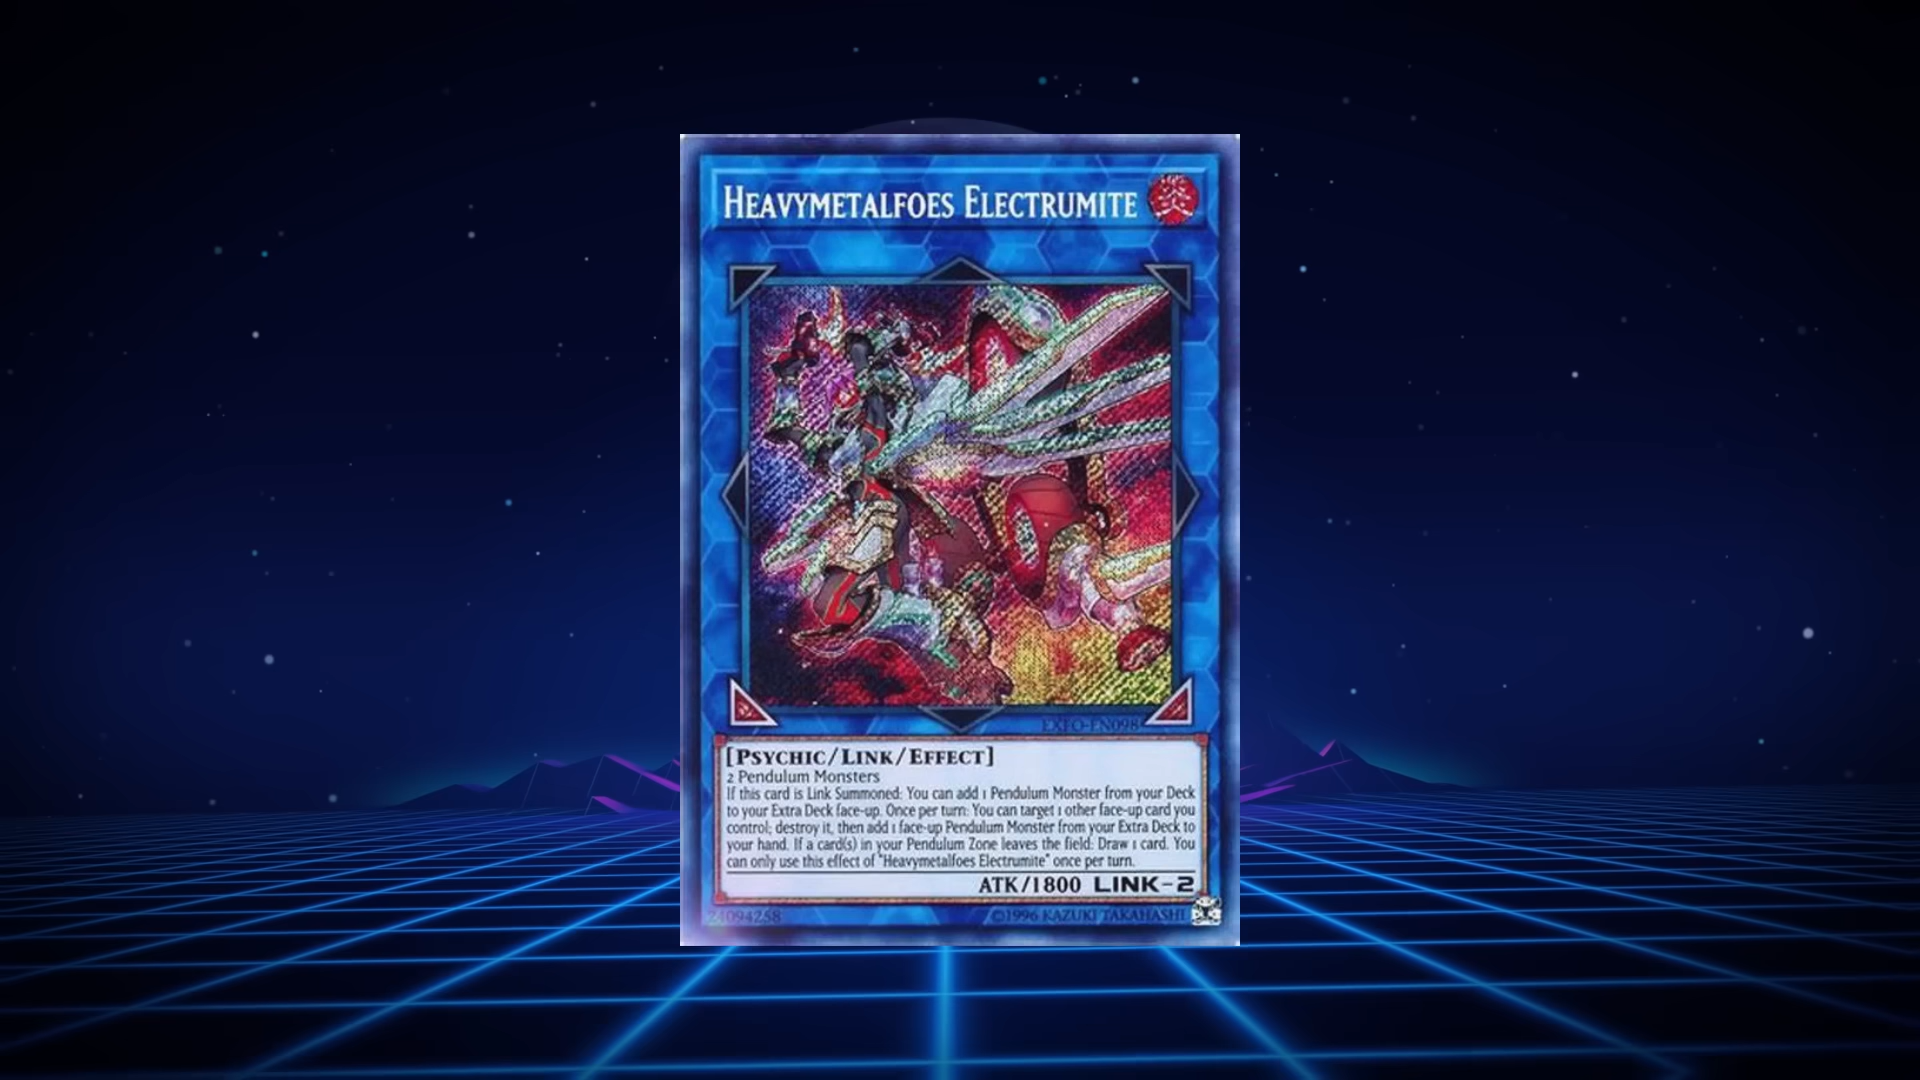 HEAVYMETALFOES ELECTRUMITE
炎
EXFO-EN098
[PSYCHIC/LINK/EFFECT]
2 Pendulum Monsters
If this card is Link Summoned: You can add 1 Pendulum Monster from your Deck
to your Extra Deck face-up. Once per turn: You can target 1 other face-up card you
control; destroy it, then add 1 face-up Pendulum Monster from your Extra Deck to
your hand. If a card(s) in your Pendulum Zone leaves the field: Draw 1 card. You
can only use this effect of "Heavymetalfoes Electrumite" once per turn.
ATK/1800 LINK-2
24094258
©1996 KAZUKI TAKAHASHI